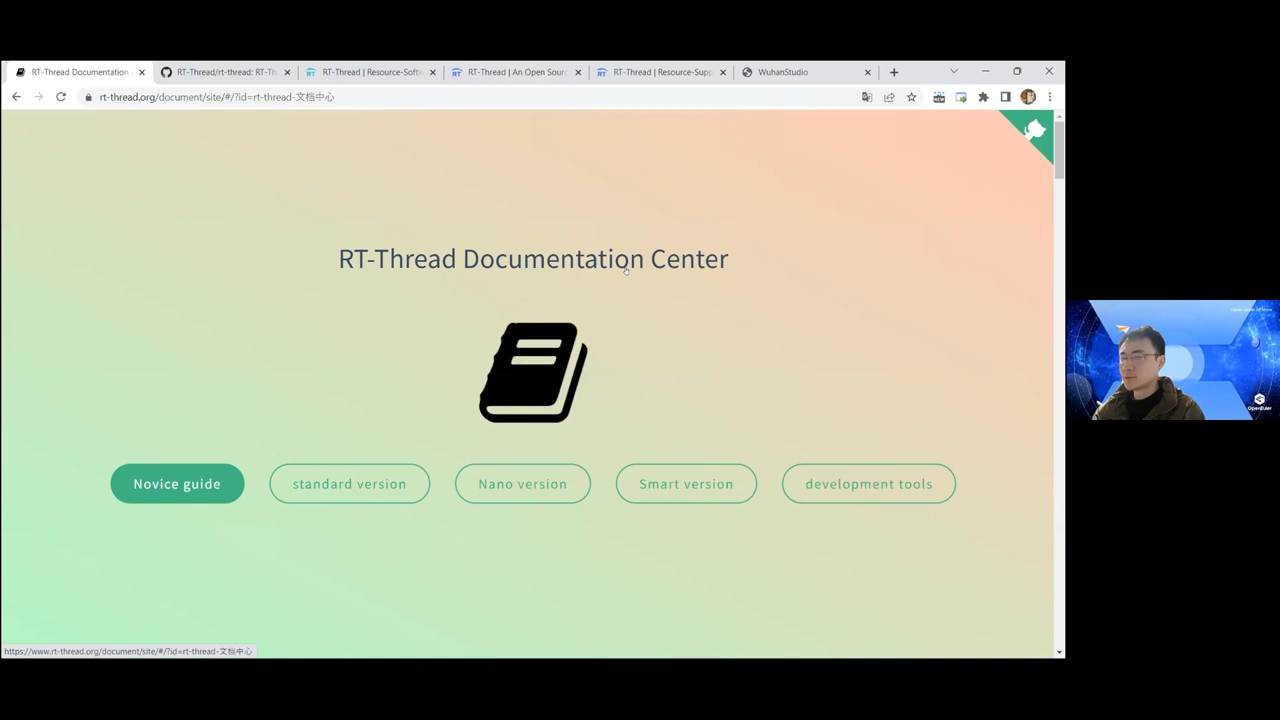 RT-Thread Documentation
RT-Thread/rt-thread: RT-Th
RT-Thread | Resource-Softw
RT-Thread | An Open Sourc
RT-Thread | Resource-Supp
WuhanStudio
rt-thread.org/document/site/#/?id=rt-thread-文档中心
RT-Thread Documentation Center
Novice guide
standard version
Nano version
Smart version
development tools
OpenEuler
https://www.rt-thread.org/document/site/#/?id=rt-thread-文档中心